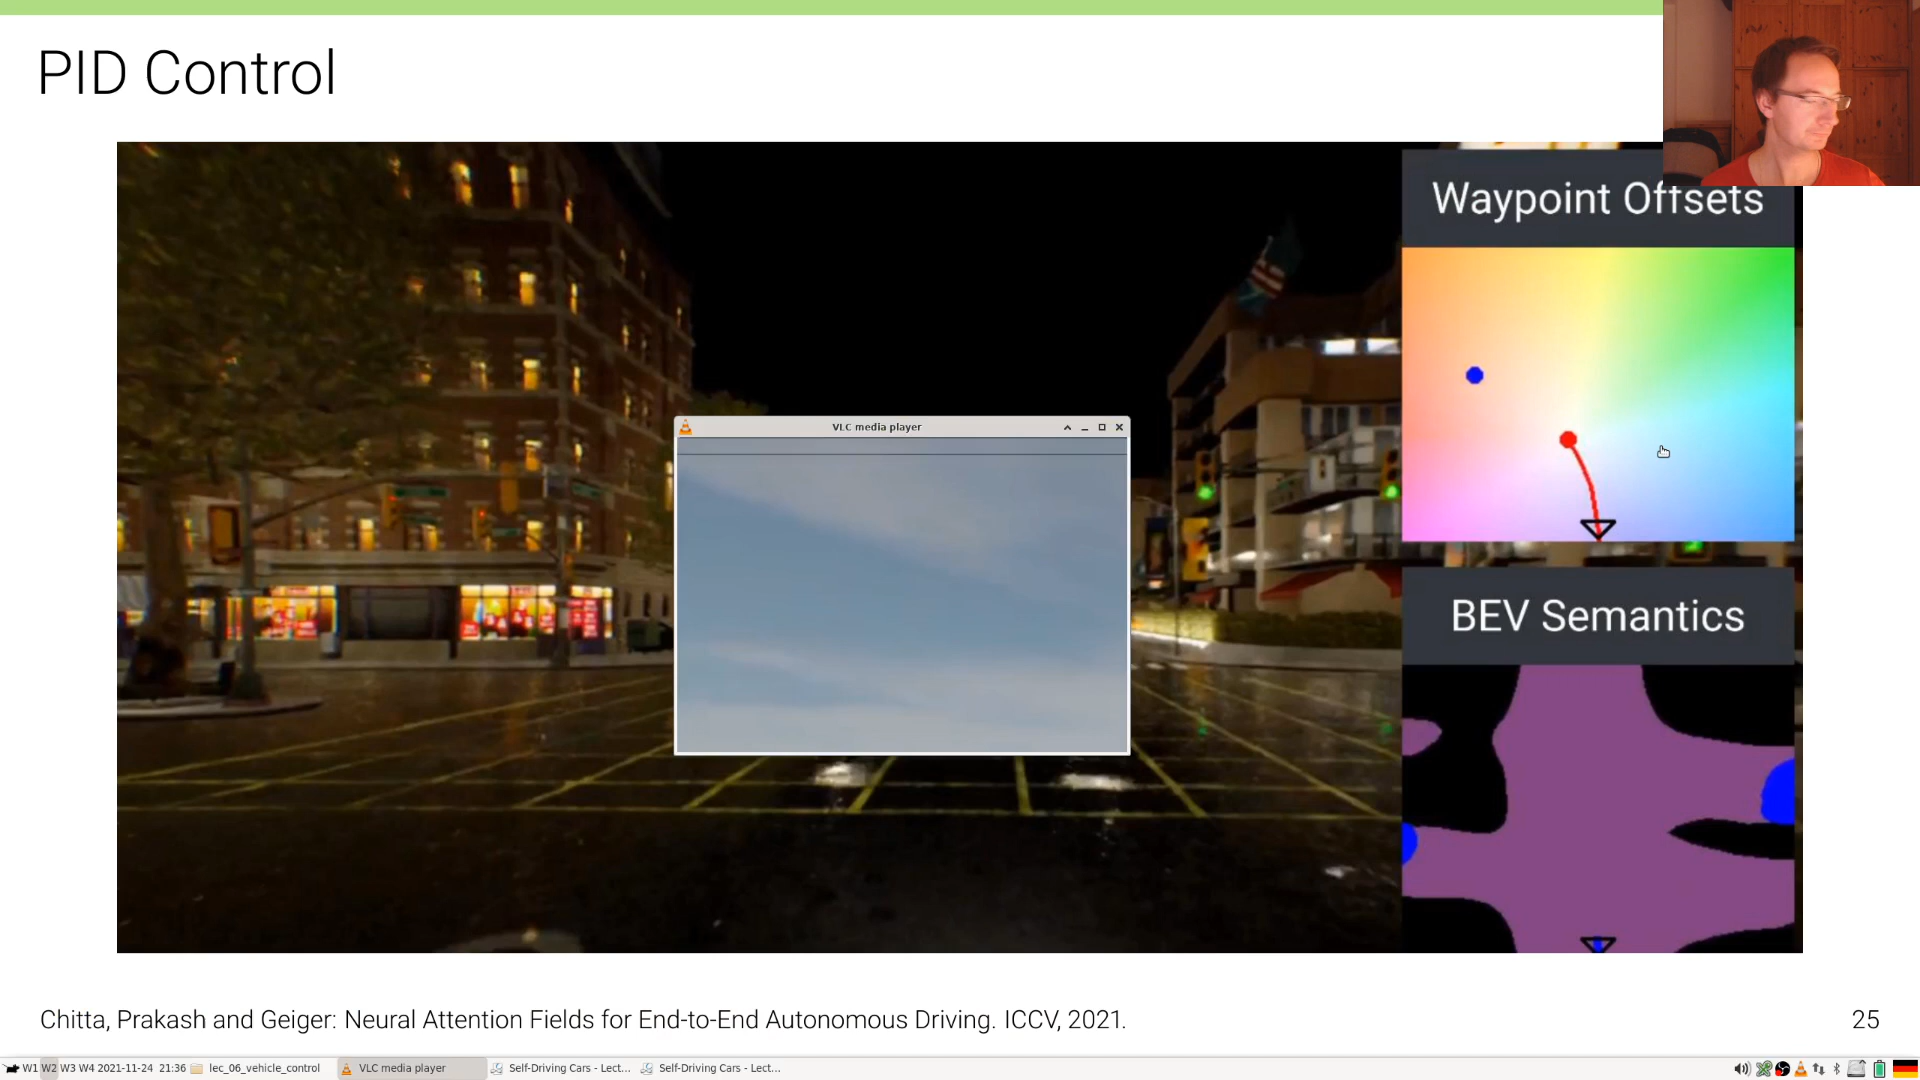 PID Control
Waypoint Offsets
VLC media player
BEV Semantics
Chitta, Prakash and Geiger: Neural Attention Fields for End-to-End Autonomous Driving. ICCV, 2021.
25
W1 W2 W3 W4 2021-11-24 21:36 lec_06_vehicle_control VLC media player Self-Driving Cars - Lect... Self-Driving Cars - Lect...